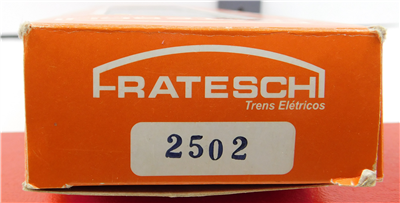 FRATESCHI
Trens Elétricos
2502